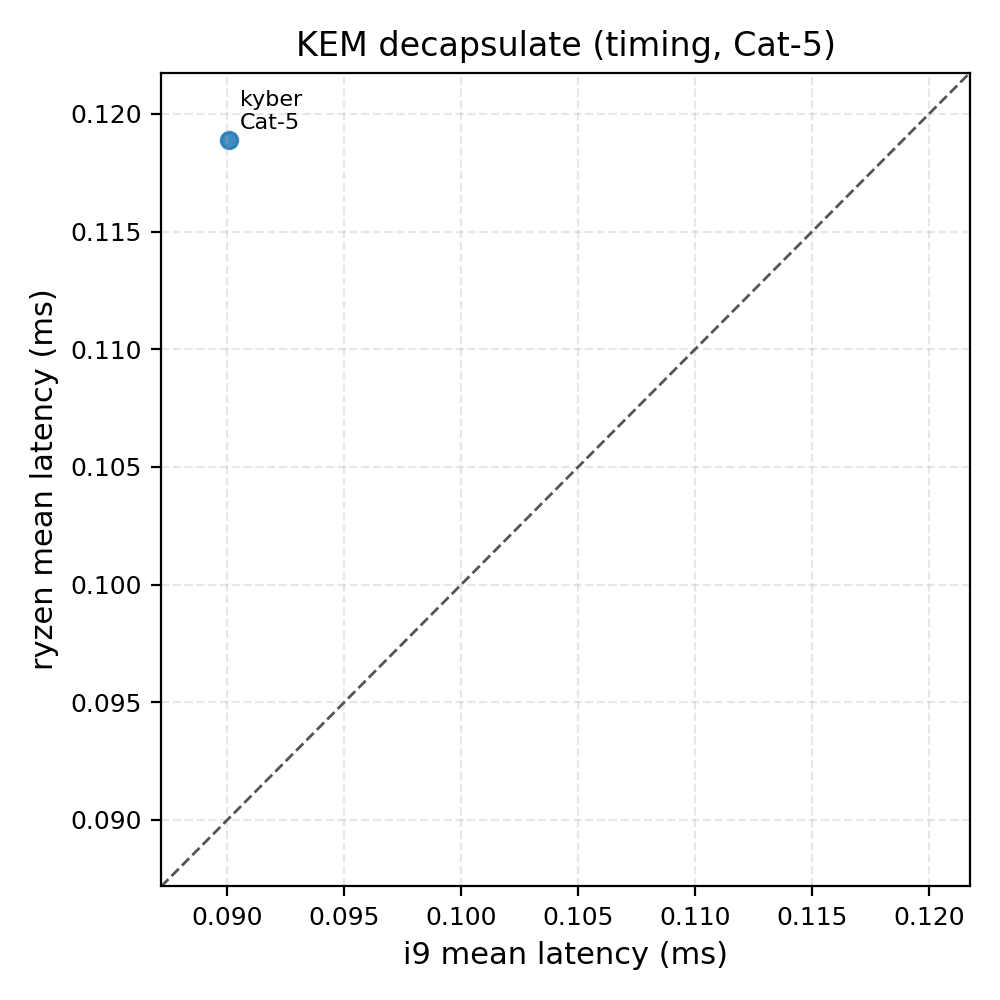 KEM decapsulate (timing, Cat-5)
kyber
Cat-5
0.120
0.115
0.110
0.105
0.100
0.095
0.090
ryzen mean latency (ms)
0.090 0.095 0.100 0.105 0.110 0.115 0.120
i9 mean latency (ms)